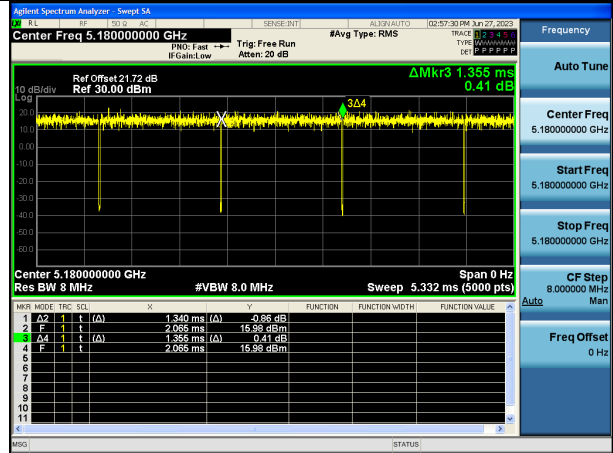 Agilent Spectrum Analyzer - Swept SA
RL RF 50 Ω AC SENSE:INT ALIGN AUTO 02:57:30 PM Jun 27, 2023
Center Freq 5.180000000 GHz
PNO: Fast
IFGain:Low
Trig: Free Run
Atten: 20 dB
#Avg Type: RMS
TRACE 1 2 3 4 5 6
TYPE
DET P P P P P P
Ref Offset 21.72 dB
10 dB/div Ref 30.00 dBm
Log
ΔMkr3 1.355 ms
0.41 dB
3Δ4
20.0
10.0
0.00
-10.0
-20.0
-30.0
-40.0
-50.0
-60.0
Center 5.180000000 GHz Span 0 Hz
Res BW 8 MHz #VBW 8.0 MHz Sweep 5.332 ms (5000 pts)
MKR MODE TRC SCL X Y FUNCTION FUNCTION WIDTH FUNCTION VALUE
1 Δ2 1 t (Δ) 1.340 ms (Δ) -0.86 dB
2 F 1 t 2.065 ms 15.98 dBm
3 Δ4 1 t (Δ) 1.355 ms (Δ) 0.41 dB
4 F 1 t 2.065 ms 15.98 dBm
5
6
7
8
9
10
11
MSG STATUS
Frequency
Auto Tune
Center Freq
5.180000000 GHz
Start Freq
5.180000000 GHz
Stop Freq
5.180000000 GHz
CF Step
8.000000 MHz
Auto Man
Freq Offset
0 Hz